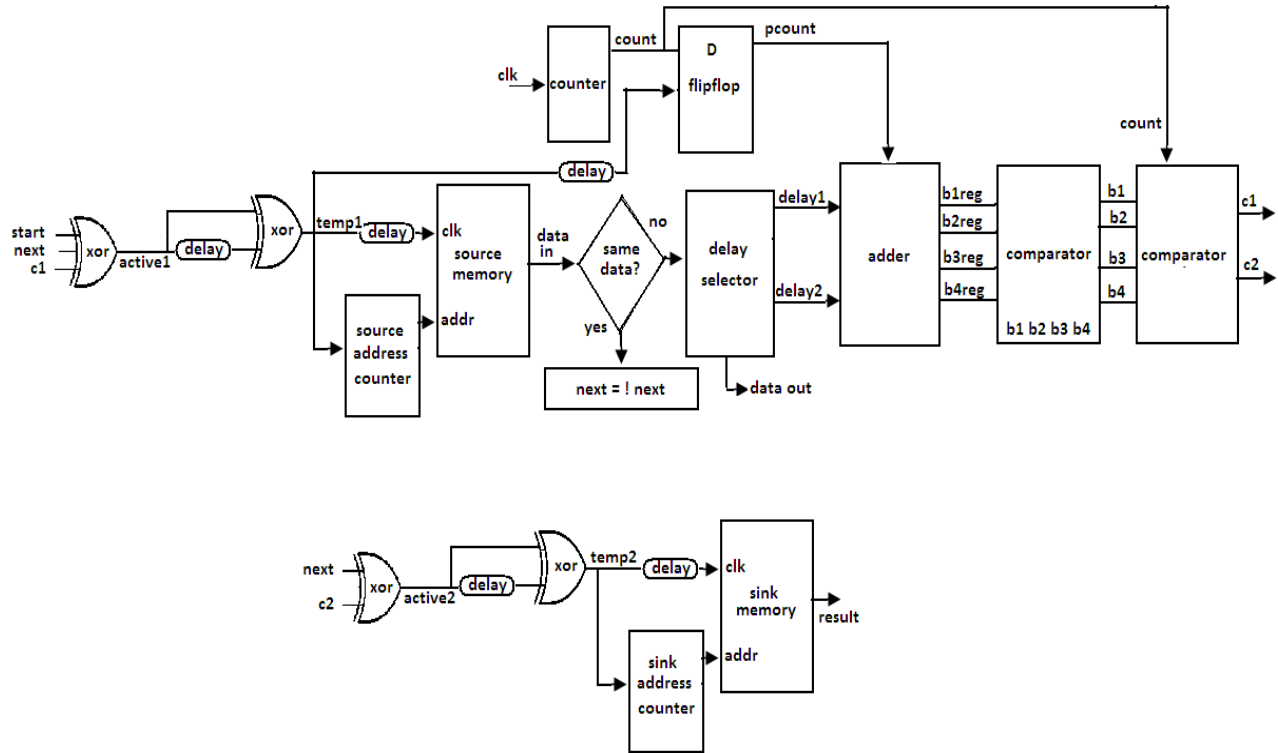 clk
counter
count
D
flipflop
pcount
count
delay
start
next
c1
xor
active1
delay
xor
temp1
delay
clk
source
memory
addr
source
address
counter
data
in
same
data?
no
yes
next = ! next
delay
selector
delay1
delay2
data out
adder
b1reg
b2reg
b3reg
b4reg
comparator
b1 b2 b3 b4
b1
b2
b3
b4
comparator
c1
c2
next
c2
xor
active2
delay
xor
temp2
delay
clk
sink
memory
addr
result
sink
address
counter